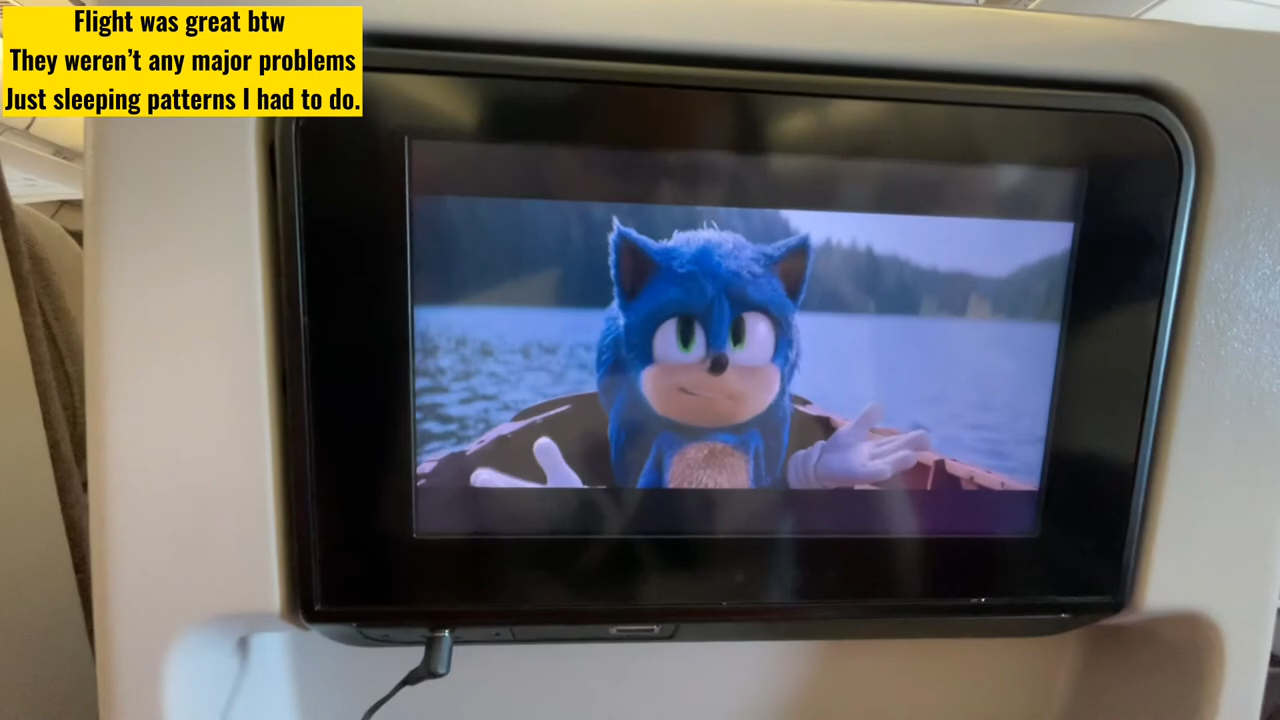 Flight was great btw
They weren’t any major problems
Just sleeping patterns I had to do.